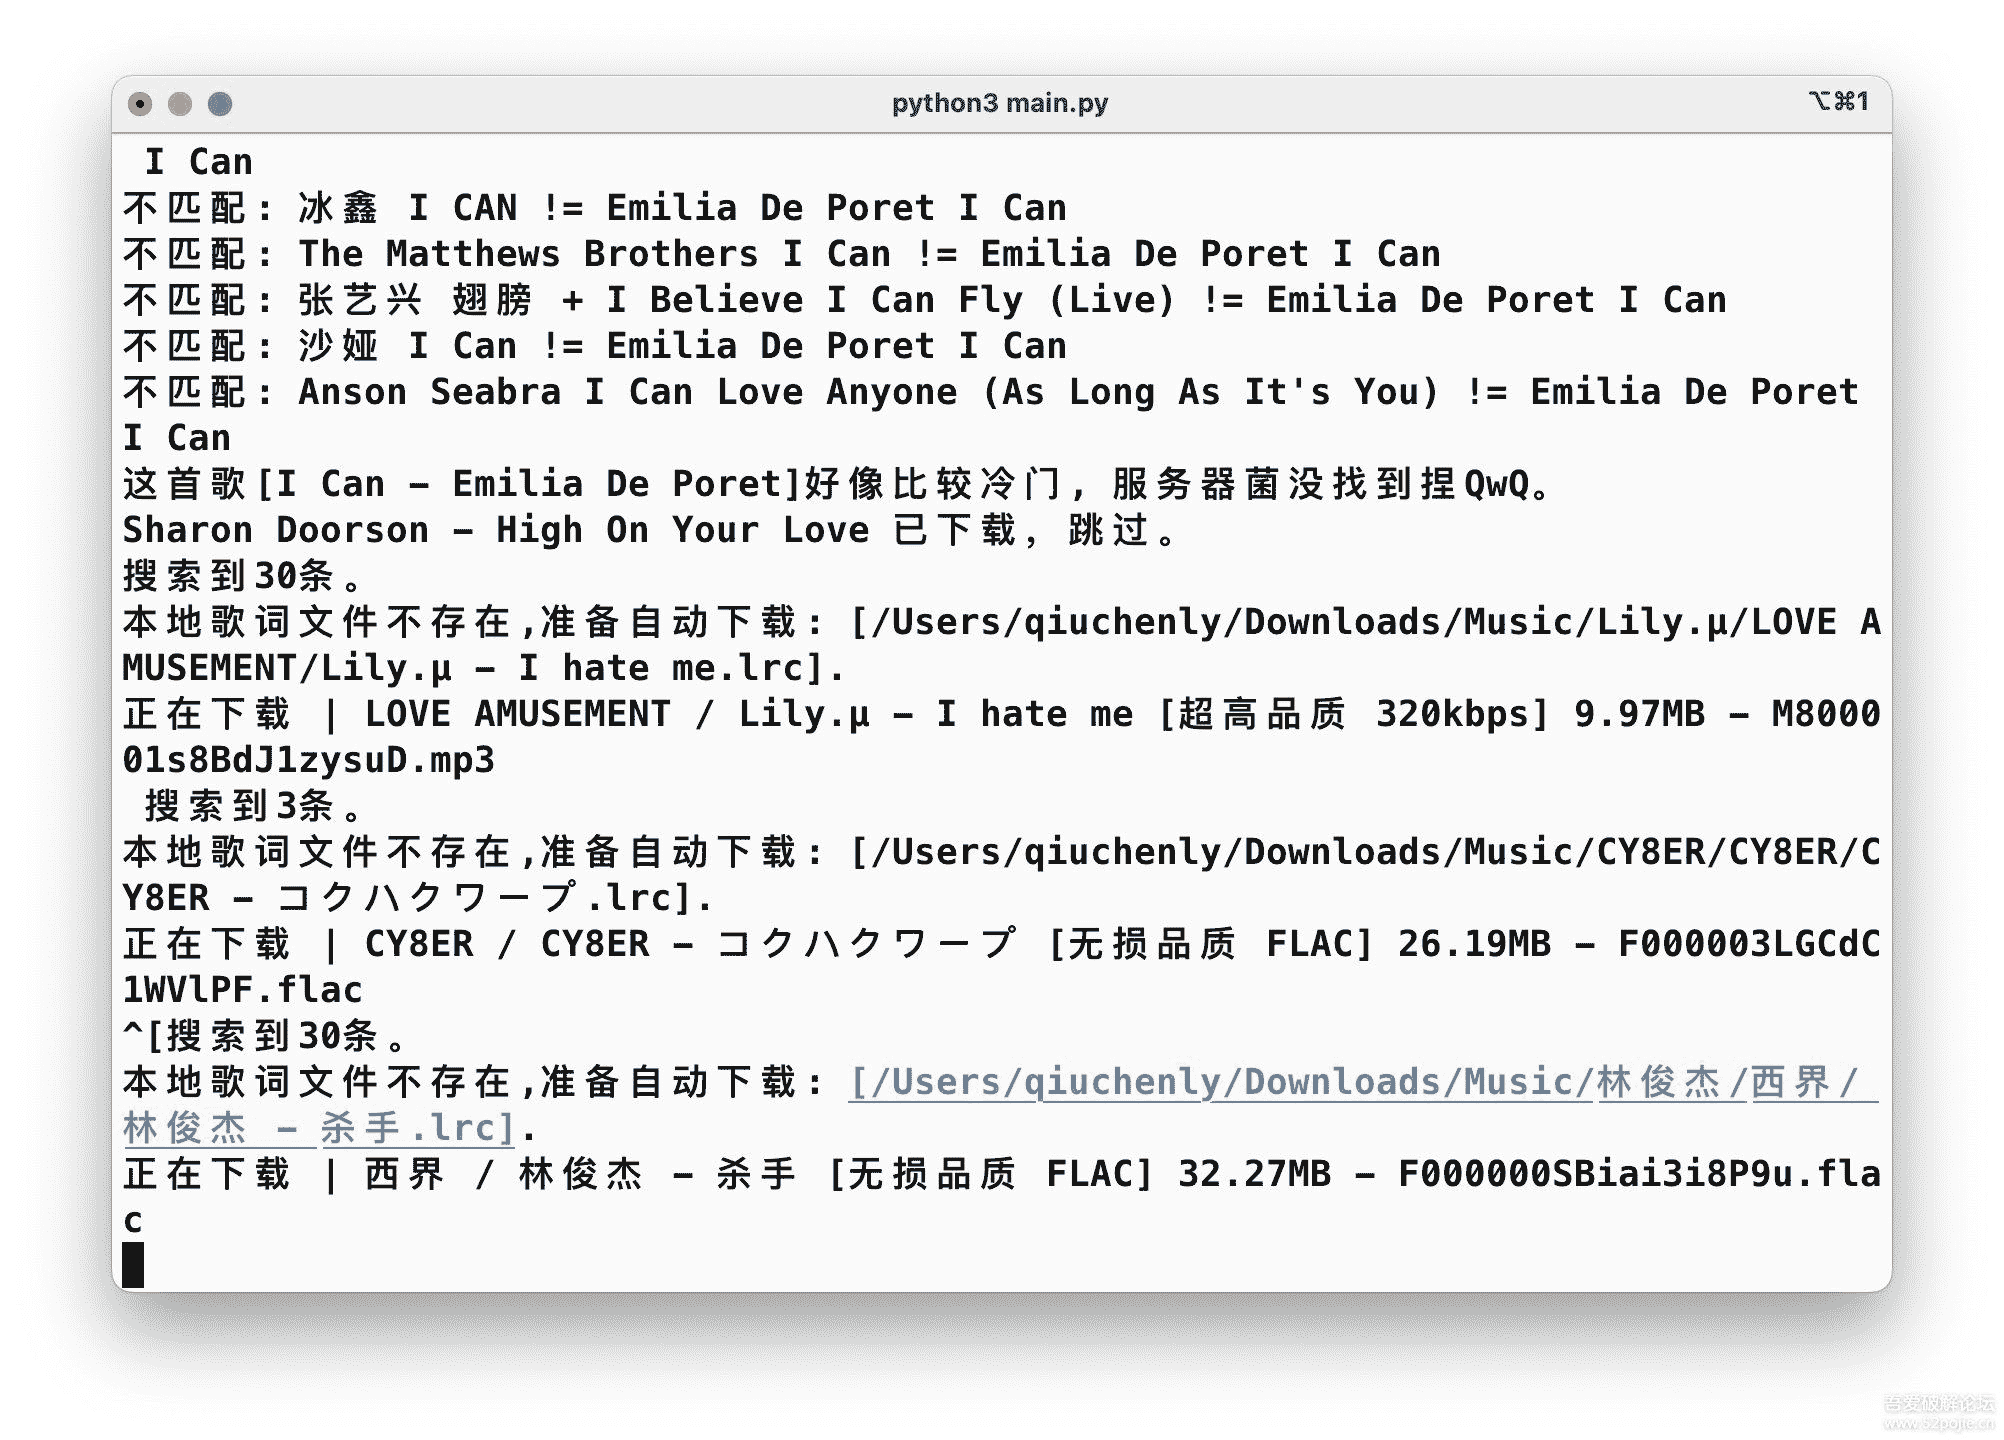 python3 main.py
⌥⌘1
I Can
不匹配: 冰鑫 I CAN != Emilia De Poret I Can
不匹配: The Matthews Brothers I Can != Emilia De Poret I Can
不匹配: 张艺兴 翅膀 + I Believe I Can Fly (Live) != Emilia De Poret I Can
不匹配: 沙娅 I Can != Emilia De Poret I Can
不匹配: Anson Seabra I Can Love Anyone (As Long As It's You) != Emilia De Poret
I Can
这首歌[I Can - Emilia De Poret]好像比较冷门, 服务器菌没找到捏QwQ。
Sharon Doorson - High On Your Love 已下载, 跳过。
搜索到30条。
本地歌词文件不存在,准备自动下载: [/Users/qiuchenly/Downloads/Music/Lily.μ/LOVE A
MUSEMENT/Lily.μ - I hate me.lrc].
正在下载 | LOVE AMUSEMENT / Lily.μ - I hate me [超高品质 320kbps] 9.97MB - M8000
01s8BdJ1zysuD.mp3
搜索到3条。
本地歌词文件不存在,准备自动下载: [/Users/qiuchenly/Downloads/Music/CY8ER/CY8ER/C
Y8ER - コクハクワープ.lrc].
正在下载 | CY8ER / CY8ER - コクハクワープ [无损品质 FLAC] 26.19MB - F000003LGCdC
1WVlPF.flac
^[搜索到30条。
本地歌词文件不存在,准备自动下载: [/Users/qiuchenly/Downloads/Music/林俊杰/西界/
林俊杰 - 杀手.lrc].
正在下载 | 西界 / 林俊杰 - 杀手 [无损品质 FLAC] 32.27MB - F000000SBiai3i8P9u.fla
c
吾爱破解论坛
www.52pojie.cn